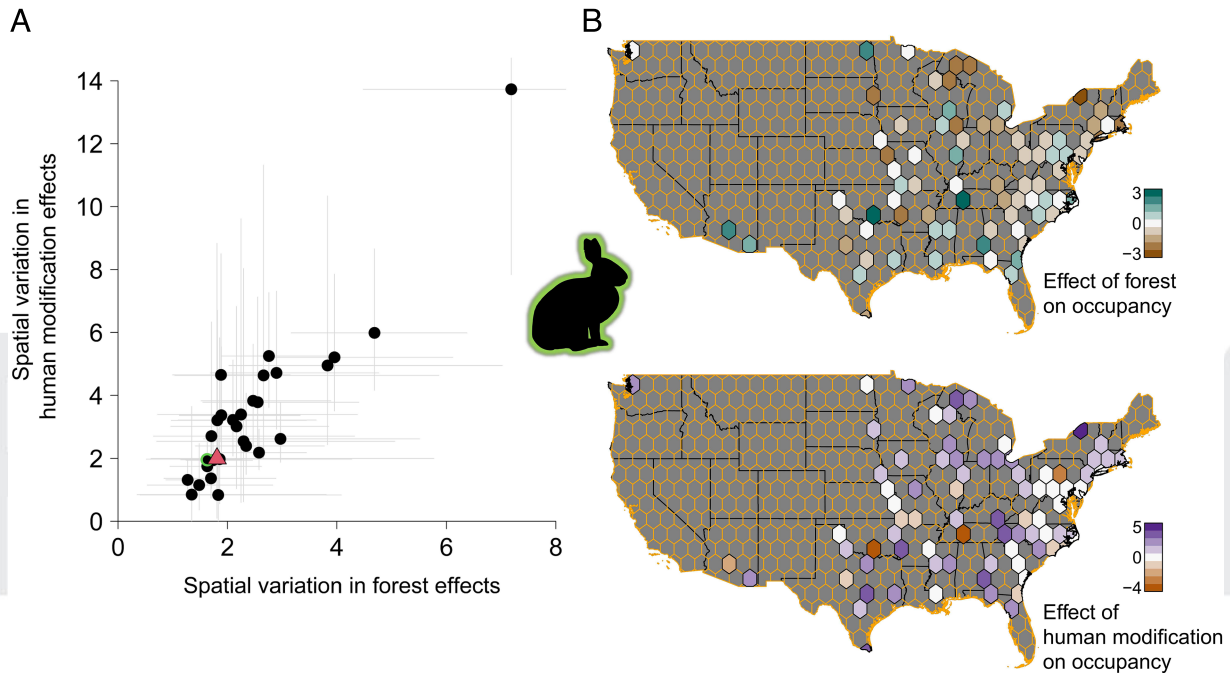 A
Spatial variation in
human modification effects
14
12
10
8
6
4
2
0
0 2 4 6 8
Spatial variation in forest effects
B
3
0
−3
Effect of forest
on occupancy
5
0
−4
Effect of
human modification
on occupancy